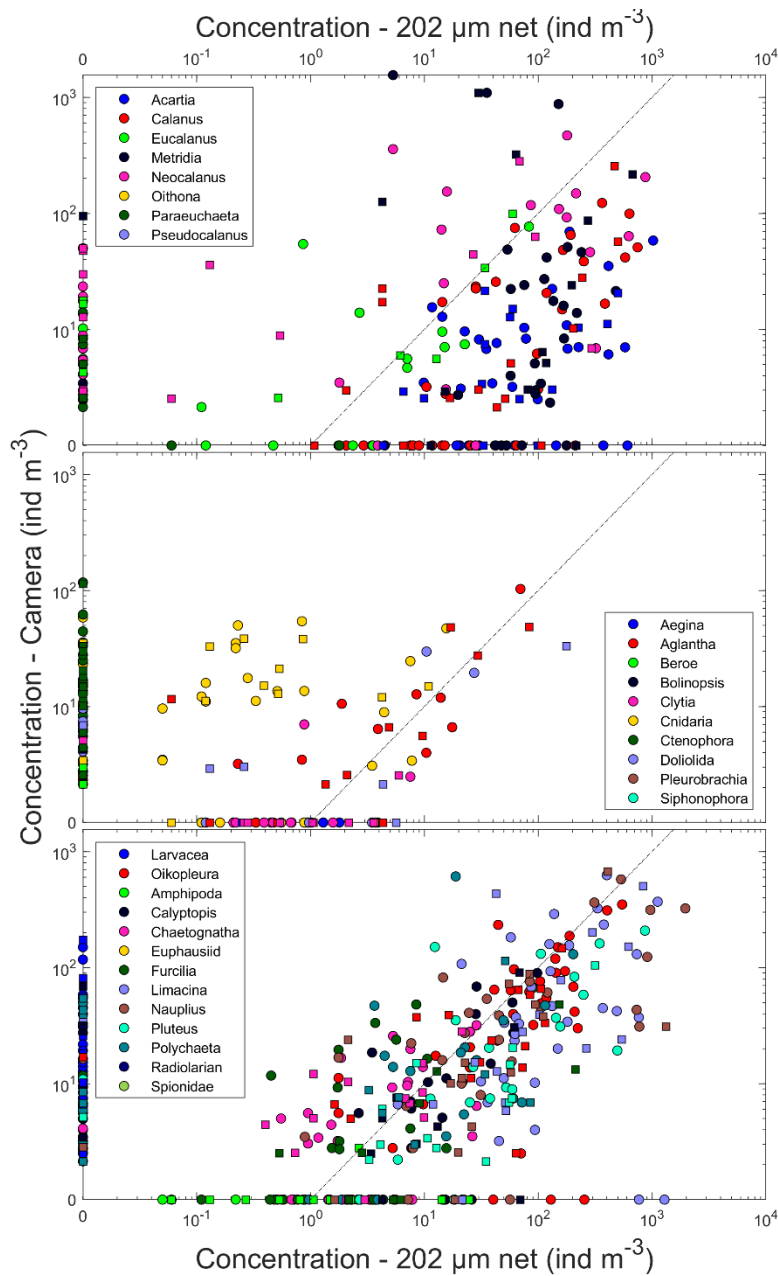 Concentration - 202 µm net (ind m-3)
0 10-1 100 101 102 103
103
102
101
0
Acartia
Calanus
Eucalanus
Metridia
Neocalanus
Oithona
Paraeuchaeta
Pseudocalanus
Concentration - Camera (ind m-3)
103
102
101
0
Aegina
Aglantha
Beroe
Bolinopsis
Clytia
Cnidaria
Ctenophora
Doliolida
Pleurobrachia
Siphonophora
103
102
101
0
Larvacea
Oikopleura
Amphipoda
Calyptopis
Chaetognatha
Euphausiid
Furcilia
Limacina
Nauplius
Pluteus
Polychaeta
Radiolarian
Spionidae
0 10-1 100 101 102 103 104
Concentration - 202 µm net (ind m-3)